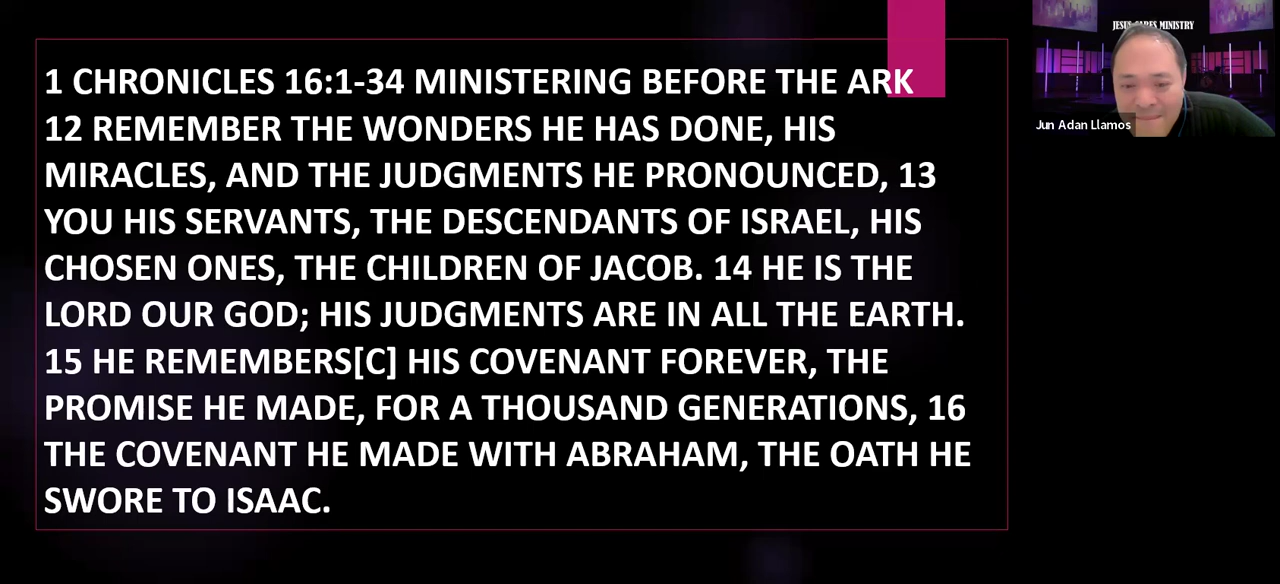 1 CHRONICLES 16:1-34 MINISTERING BEFORE THE ARK
12 REMEMBER THE WONDERS HE HAS DONE, HIS
MIRACLES, AND THE JUDGMENTS HE PRONOUNCED, 13
YOU HIS SERVANTS, THE DESCENDANTS OF ISRAEL, HIS
CHOSEN ONES, THE CHILDREN OF JACOB. 14 HE IS THE
LORD OUR GOD; HIS JUDGMENTS ARE IN ALL THE EARTH.
15 HE REMEMBERS[C] HIS COVENANT FOREVER, THE
PROMISE HE MADE, FOR A THOUSAND GENERATIONS, 16
THE COVENANT HE MADE WITH ABRAHAM, THE OATH HE
SWORE TO ISAAC.
JESUS CARES MINISTRY
Jun Adan Llamos